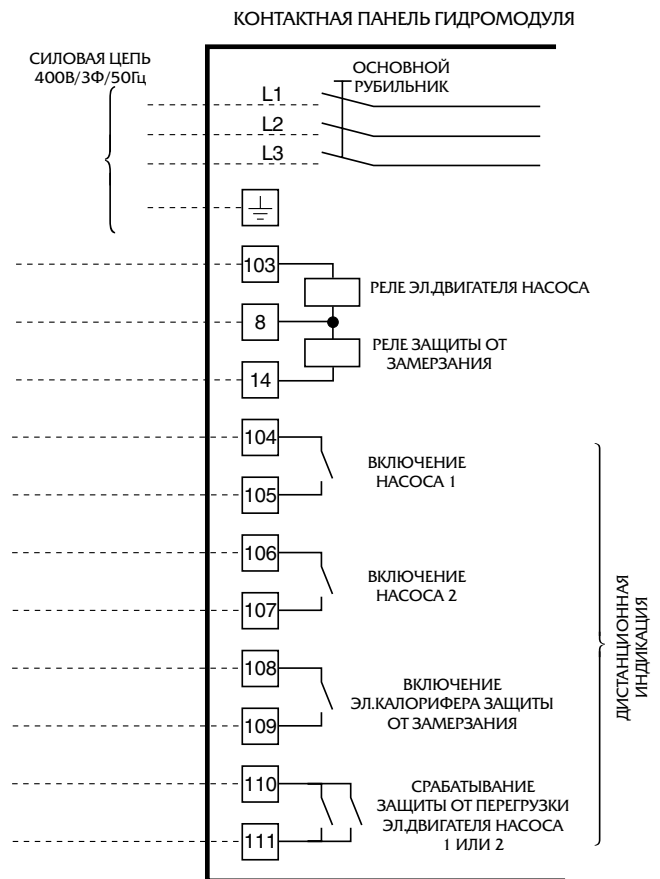 КОНТАКТНАЯ ПАНЕЛЬ ГИДРОМОДУЛЯ
СИЛОВАЯ ЦЕПЬ
400В/3Ф/50Гц
ОСНОВНОЙ
РУБИЛЬНИК
L1
L2
L3
103
РЕЛЕ ЭЛ.ДВИГАТЕЛЯ НАСОСА
8
РЕЛЕ ЗАЩИТЫ ОТ
ЗАМЕРЗАНИЯ
14
104
ВКЛЮЧЕНИЕ
НАСОСА 1
105
106
ВКЛЮЧЕНИЕ
НАСОСА 2
107
108
ВКЛЮЧЕНИЕ
ЭЛ.КАЛОРИФЕРА ЗАЩИТЫ
ОТ ЗАМЕРЗАНИЯ
109
110
СРАБАТЫВАНИЕ
ЗАЩИТЫ ОТ ПЕРЕГРУЗКИ
ЭЛ.ДВИГАТЕЛЯ НАСОСА
1 ИЛИ 2
111
ДИСТАНЦИОННАЯ
ИНДИКАЦИЯ